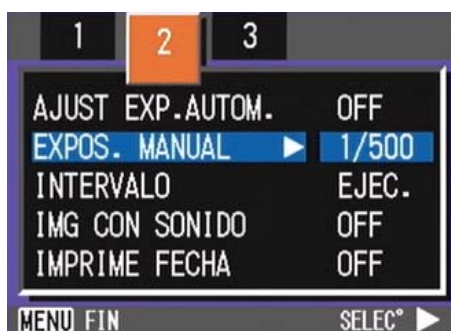 1 2 3
AJUST EXP.AUTOM. OFF
EXPOS. MANUAL ▶ 1/500
INTERVALO EJEC.
IMG CON SONIDO OFF
IMPRIME FECHA OFF
MENU FIN SELEC° ▶